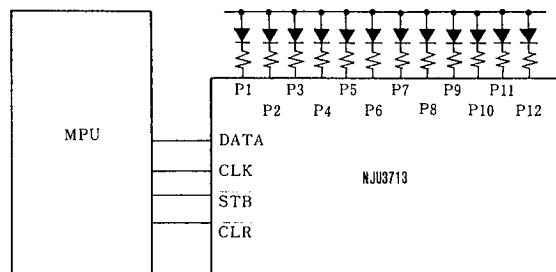 P1 P3 P5 P7 P9 P11
P2 P4 P6 P8 P10 P12
MPU
DATA
CLK
NJU3713
STB
CLR